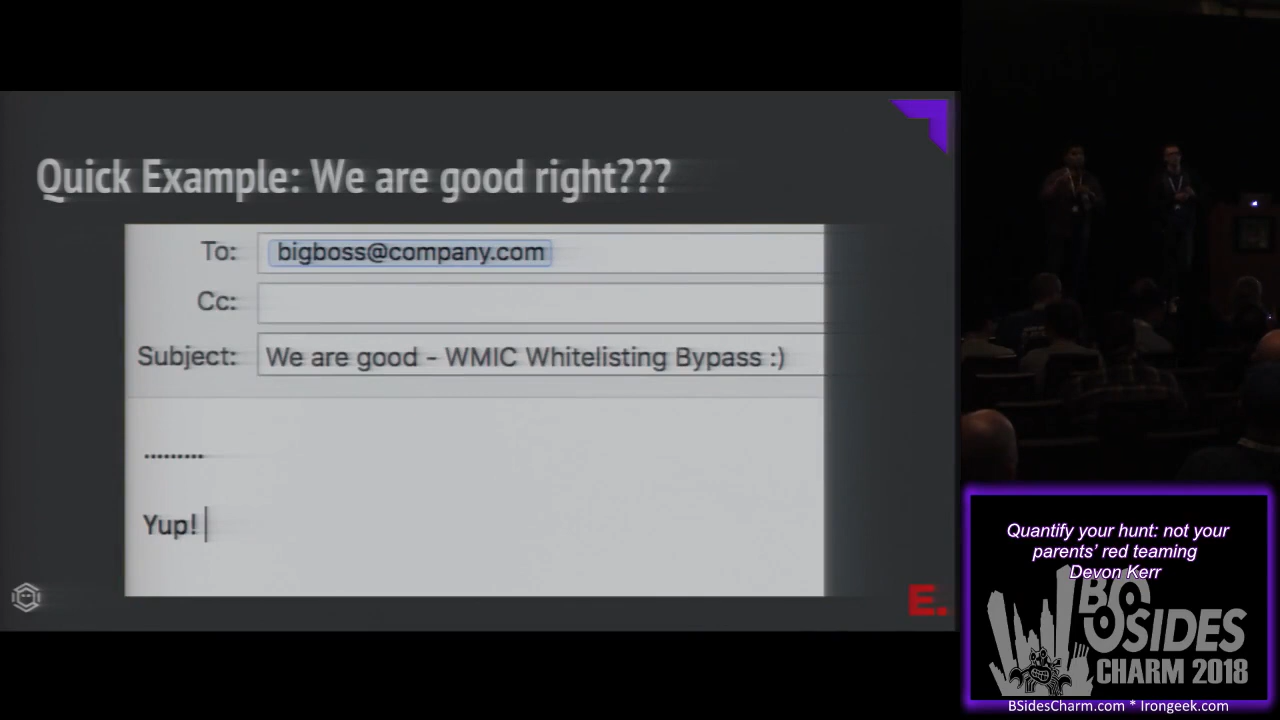 Quick Example: We are good right???
To: bigboss@company.com
Cc:
Subject: We are good - WMIC Whitelisting Bypass :)
.........
Yup!
E.
Quantify your hunt: not your
parents' red teaming
Devon Kerr
BSIDES
CHARM 2018
BSidesCharm.com * Irongeek.com